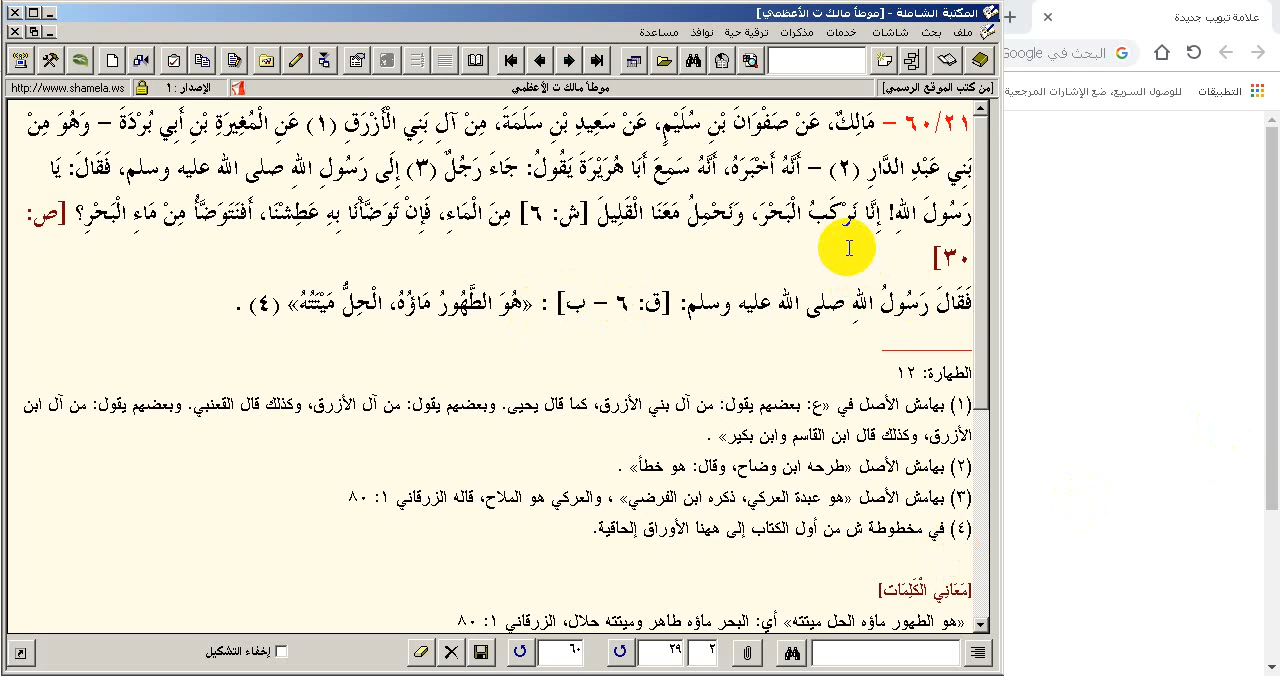 المكتبة الشاملة - [موطأ مالك ت الأعظمي]
ملف بحث شاشات خدمات مذكرات ترقية حية نوافذ مساعدة
[من كتب الموقع الرسمي] موطأ مالك ت الأعظمي الإصدار : 1 http://www.shamela.ws
٦٠/٢١ - مَالِكٌ، عَنْ صَفْوَانَ بْنِ سُلَيْمٍ، عَنْ سَعِيدِ بْنِ سَلَمَةَ، مِنْ آلِ بَنِي الْأَزْرَقِ (١) عَنِ الْمُغِيرَةِ بْنِ أَبِي بُرْدَةَ - وَهُوَ مِنْ
بَنِي عَبْدِ الدَّارِ (٢) - أَنَّهُ أَخْبَرَهُ، أَنَّهُ سَمِعَ أَبَا هُرَيْرَةَ يَقُولُ: جَاءَ رَجُلٌ (٣) إِلَى رَسُولِ اللهِ صلى الله عليه وسلم، فَقَالَ: يَا
رَسُولَ اللهِ! إِنَّا نَرْكَبُ الْبَحْرَ، وَنَحْمِلُ مَعَنَا الْقَلِيلَ [ش: ٦] مِنَ الْمَاءِ، فَإِنْ تَوَضَّأْنَا بِهِ عَطِشْنَا، أَفَنَتَوَضَّأُ مِنْ مَاءِ الْبَحْرِ؟ [ص:
٣٠]
فَقَالَ رَسُولُ اللهِ صلى الله عليه وسلم: [ق: ٦ - ب] : «هُوَ الطَّهُورُ مَاؤُهُ، الْحِلُّ مَيْتَتُهُ» (٤) .
الطهارة: ١٢
(١) بهامش الأصل في «ع: بعضهم يقول: من آل بني الأزرق، كما قال يحيى. وبعضهم يقول: من آل الأزرق، وكذلك قال القعنبي. وبعضهم يقول: من آل ابن
الأزرق، وكذلك قال ابن القاسم وابن بكير» .
(٢) بهامش الأصل «طرحه ابن وضاح، وقال: هو خطأ» .
(٣) بهامش الأصل «هو عبدة العركي، ذكره ابن الفرضي» ، والعركي هو الملاح، قاله الزرقاني ١: ٨٠
(٤) في مخطوطة ش من أول الكتاب إلى ههنا الأوراق إلحاقية.
[مَعَانِي الْكَلِمَات]
«هو الطهور ماؤه الحل ميتته» أي: البحر ماؤه طاهر وميتته حلال، الزرقاني ١: ٨٠
٢ ٢٩ ٦٠ إخفاء التشكيل
علامة تبويب جديدة
البحث في Google
التطبيقات للوصول السريع، ضع الإشارات المرجعية